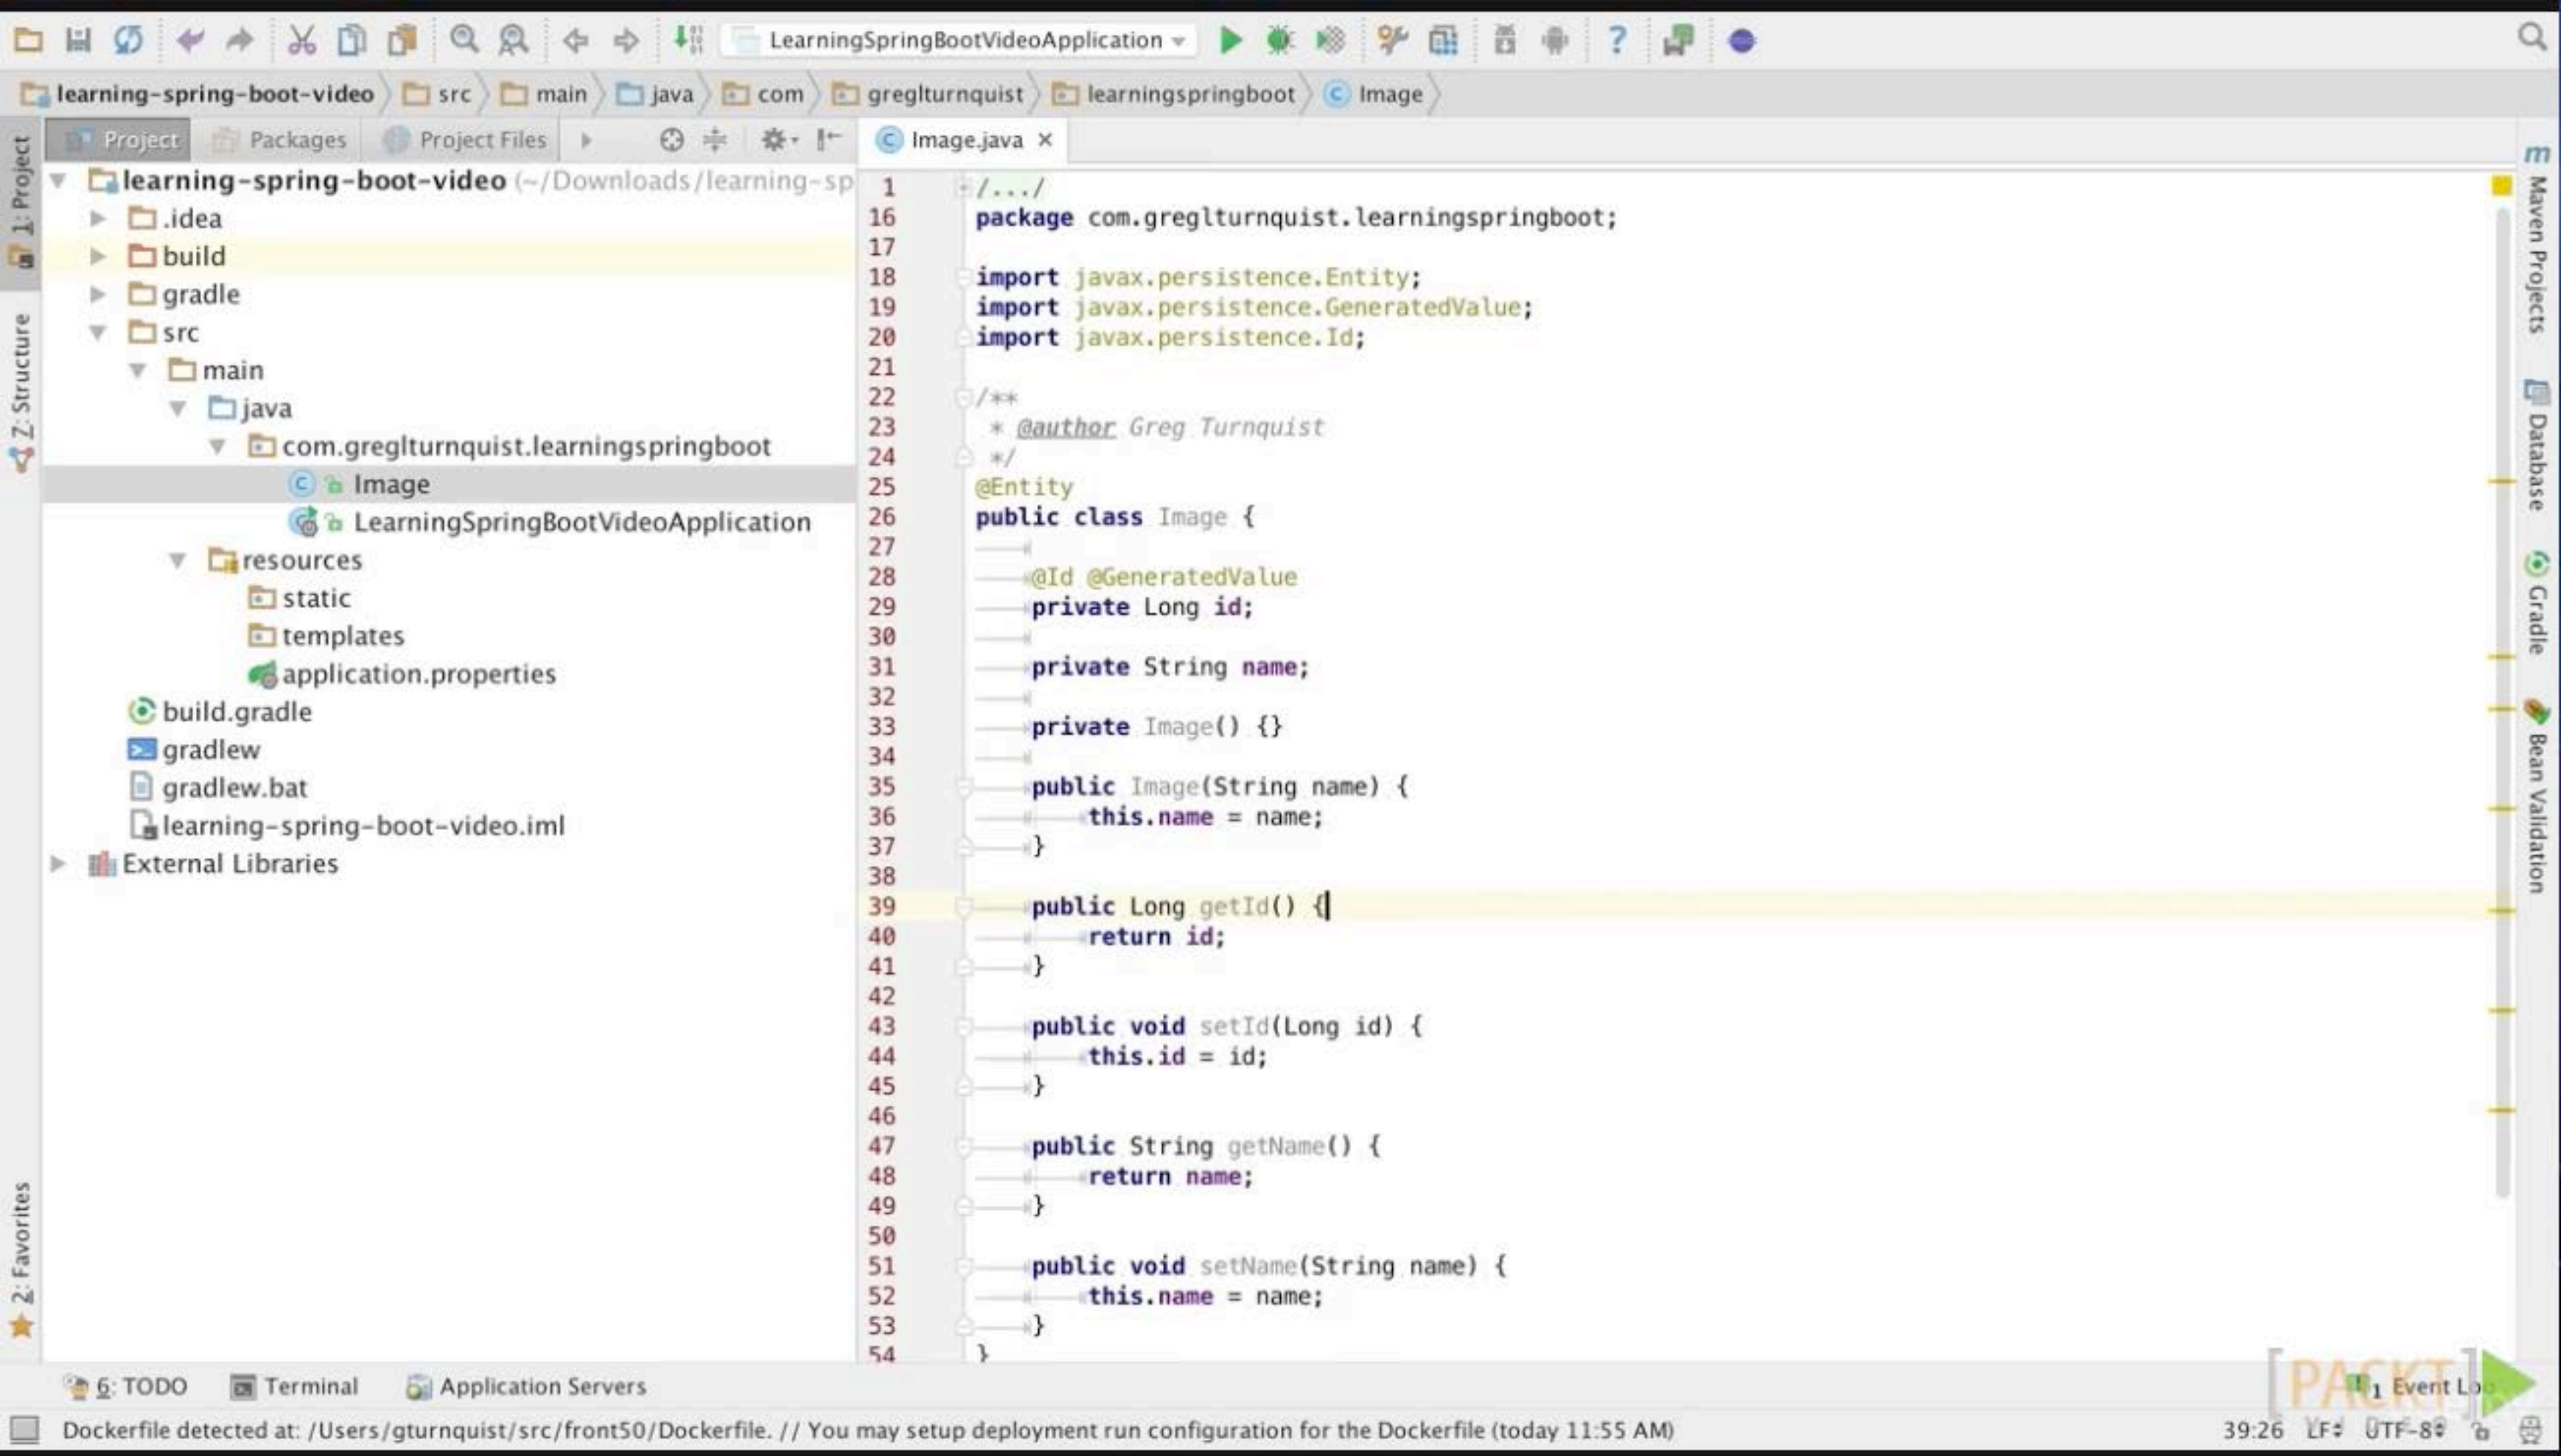 LearningSpringBootVideoApplication
learning-spring-boot-video src main java com greglturnquist learningspringboot Image
Project Packages Project Files
Image.java
1: Project
Z: Structure
2: Favorites
learning-spring-boot-video (~/Downloads/learning-sp
.idea
build
gradle
src
main
java
com.greglturnquist.learningspringboot
Image
LearningSpringBootVideoApplication
resources
static
templates
application.properties
build.gradle
gradlew
gradlew.bat
learning-spring-boot-video.iml
External Libraries
1 /.../
16 package com.greglturnquist.learningspringboot;
17
18 import javax.persistence.Entity;
19 import javax.persistence.GeneratedValue;
20 import javax.persistence.Id;
21
22 /**
23 * @author Greg Turnquist
24 */
25 @Entity
26 public class Image {
27
28 @Id @GeneratedValue
29 private Long id;
30
31 private String name;
32
33 private Image() {}
34
35 public Image(String name) {
36 this.name = name;
37 }
38
39 public Long getId() {
40 return id;
41 }
42
43 public void setId(Long id) {
44 this.id = id;
45 }
46
47 public String getName() {
48 return name;
49 }
50
51 public void setName(String name) {
52 this.name = name;
53 }
54 }
Maven Projects
Database
Gradle
Bean Validation
6: TODO Terminal Application Servers
[PACKT]
1 Event Lo
Dockerfile detected at: /Users/gturnquist/src/front50/Dockerfile. // You may setup deployment run configuration for the Dockerfile (today 11:55 AM)
39:26 LF UTF-8